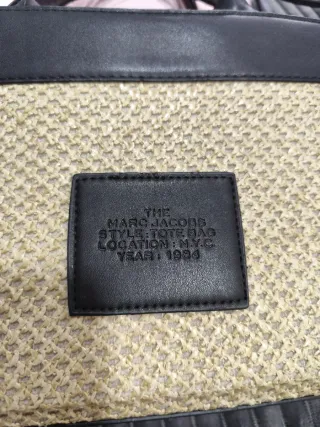 THE
MARC JACOBS
STYLE : TOTE BAG
LOCATION : N.Y.C.
YEAR : 1984